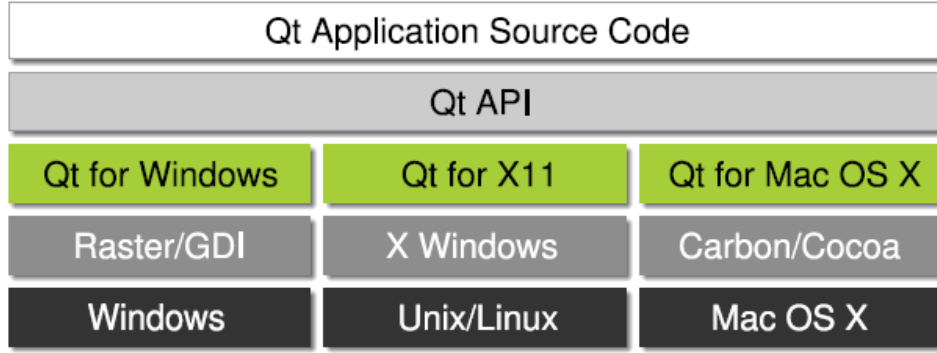 Qt Application Source Code
Qt API
Qt for Windows Qt for X11 Qt for Mac OS X
Raster/GDI X Windows Carbon/Cocoa
Windows Unix/Linux Mac OS X